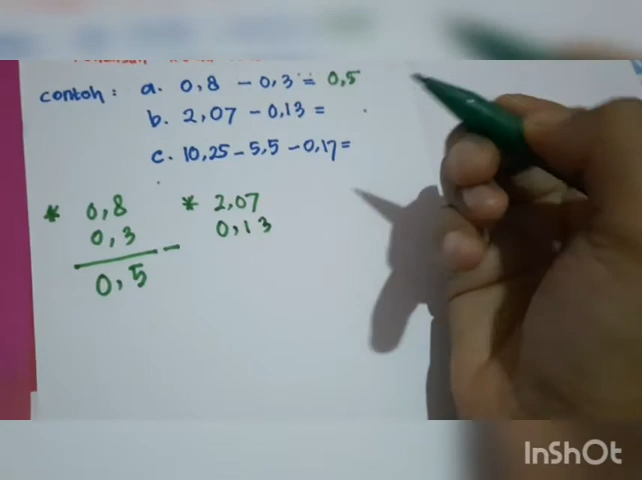 contoh : a. 0,8 - 0,3 = 0,5
b. 2,07 - 0,13 =
c. 10,25 - 5,5 - 0,17 =
* 0,8 * 2,07
0,3 0,13
-
0,5
InShOt